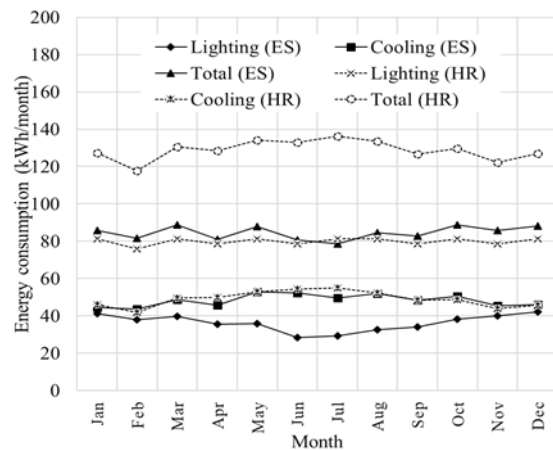 200
180
160
140
120
100
80
60
40
20
0
Energy consumption (kWh/month)
Lighting (ES)
Cooling (ES)
Total (ES)
Lighting (HR)
Cooling (HR)
Total (HR)
Jan
Feb
Mar
Apr
May
Jun
Jul
Aug
Sep
Oct
Nov
Dec
Month